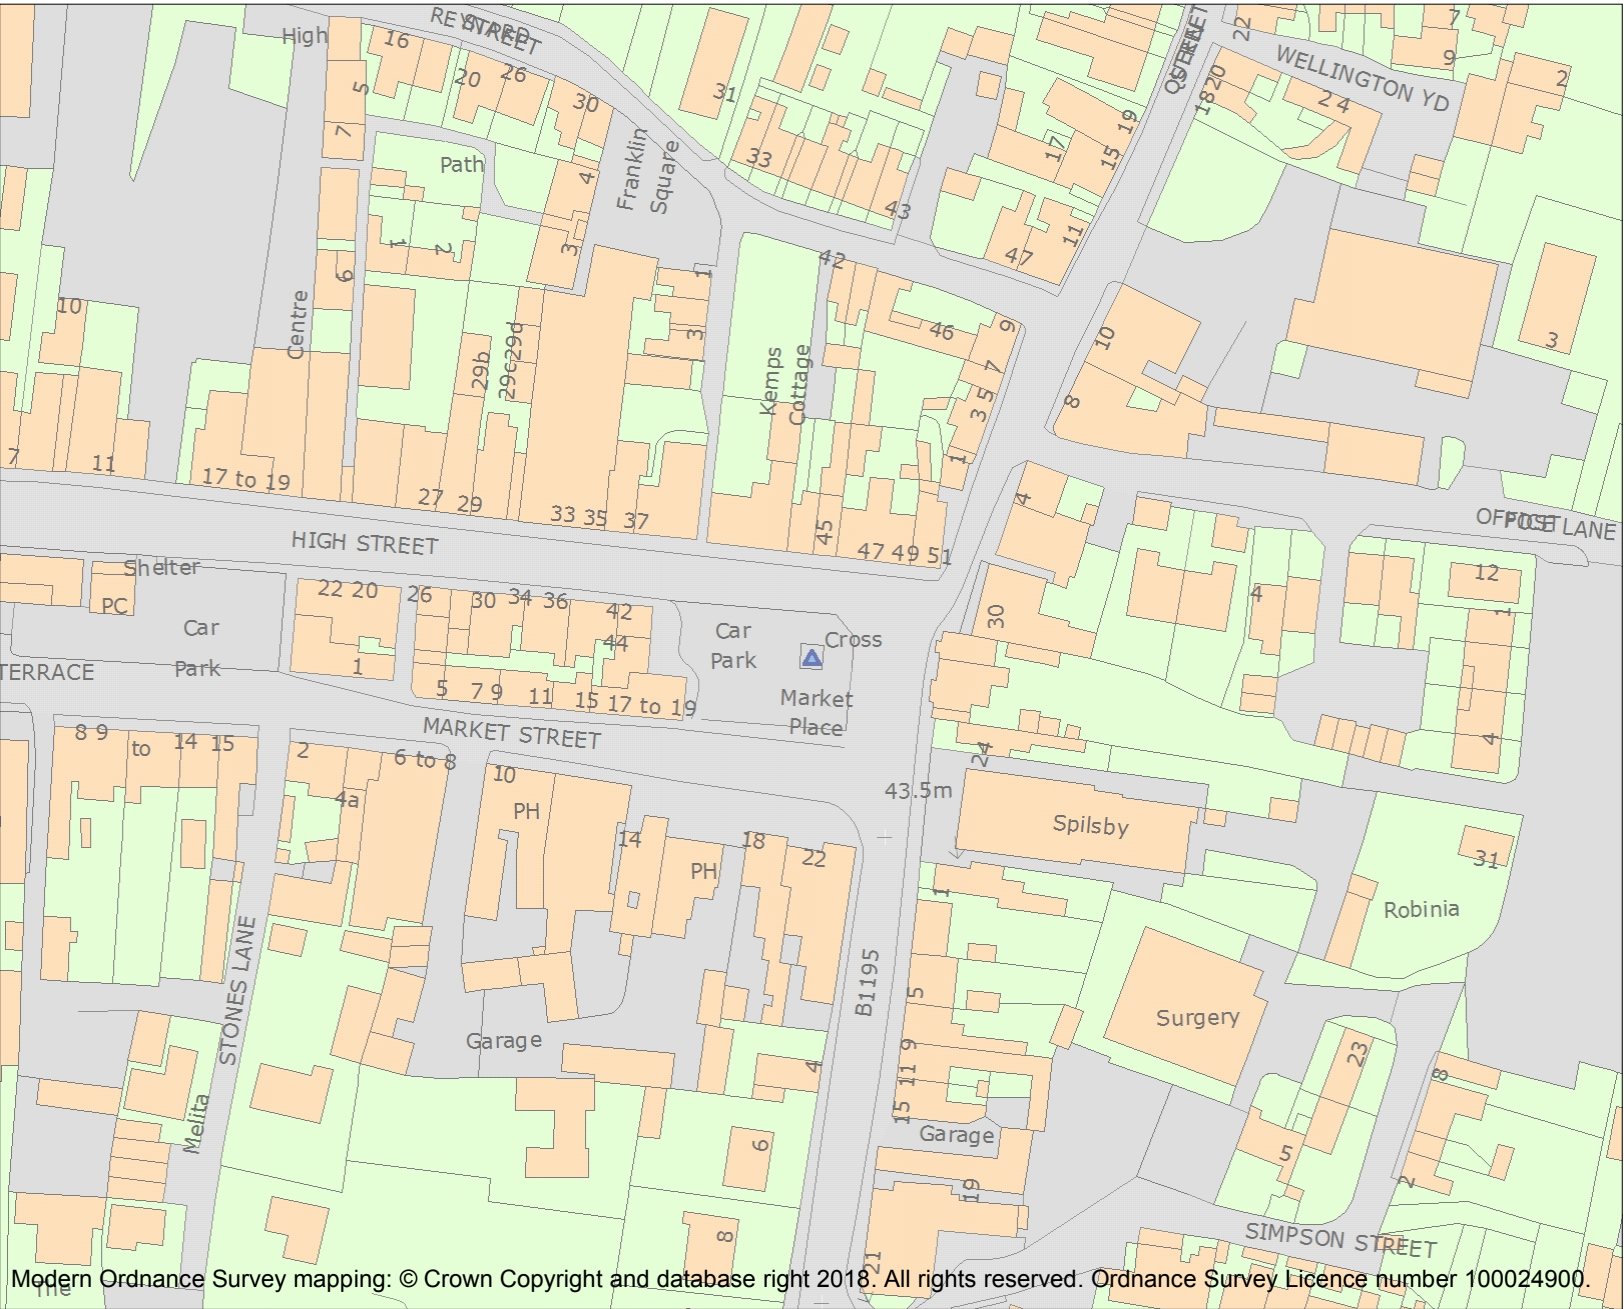 High
REYNARD
STREET
16
20
26
30
5
7
Path
4
Franklin
Square
31
33
43
42
17
19
15
11
47
QUEEN
STREET
22
WELLINGTON YD
7
9
2
18
20
24
1
2
3
6
1
3
10
Centre
29b
29c
29d
Kemps
Cottage
46
9
7
5
3
1
10
8
3
7
11
17 to 19
27
29
33
35
37
45
47
49
51
4
POST
OFFICE LANE
HIGH STREET
Shelter
PC
Car
Park
TERRACE
22
20
26
30
34
36
42
44
1
5
7
9
11
15
17 to 19
Car
Park
Cross
Market
Place
30
4
12
1
4
MARKET STREET
8
9
to
14
15
2
4a
6 to 8
10
PH
14
PH
18
22
43.5m
24
Spilsby
31
Robinia
STONES LANE
Melita
Garage
B1195
1
5
9
11
15
Garage
19
21
Surgery
23
8
5
2
4
6
8
SIMPSON STREET
The
Modern Ordnance Survey mapping: © Crown Copyright and database right 2018. All rights reserved. Ordnance Survey Licence number 100024900.